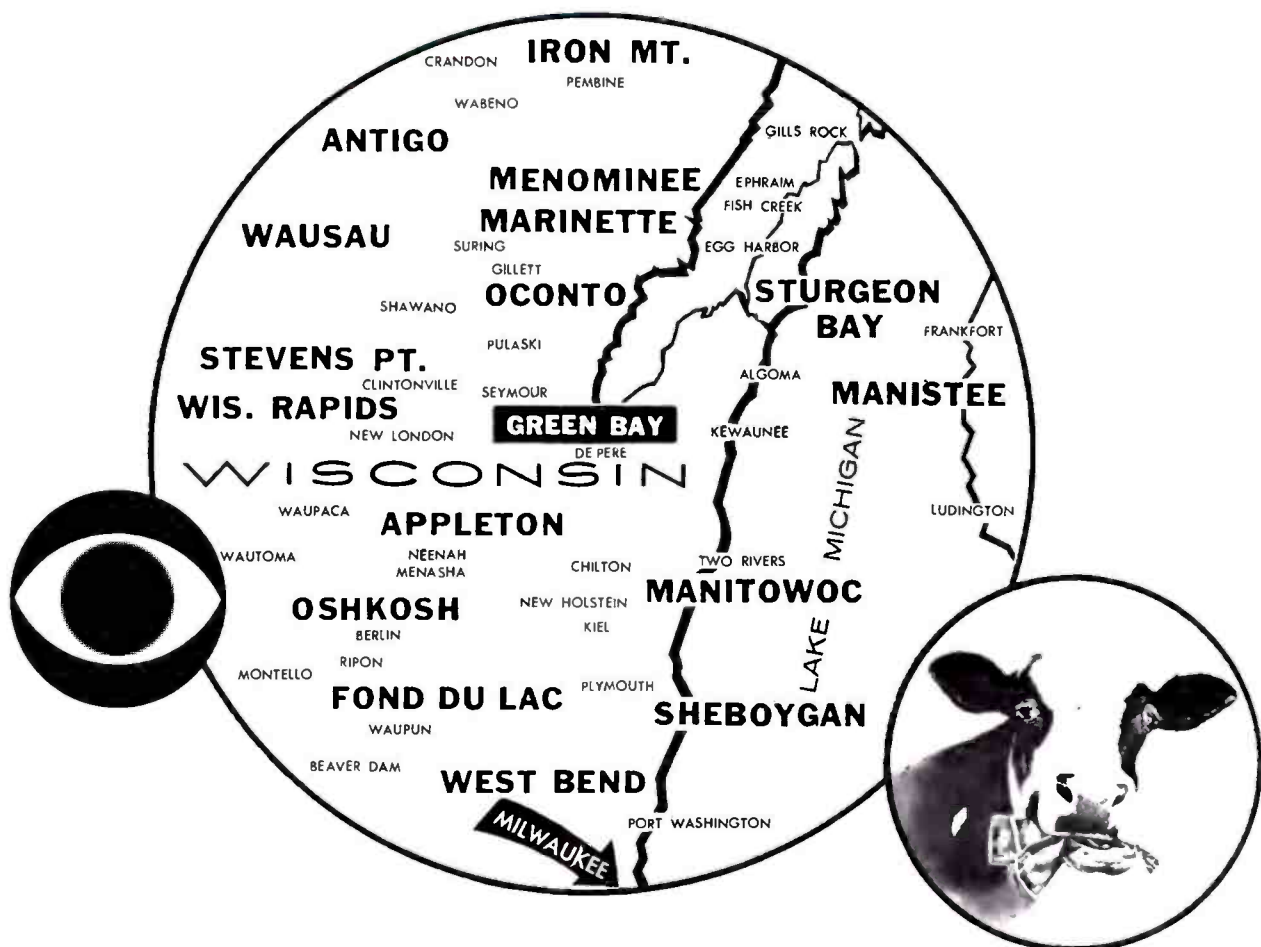 CRANDON
IRON MT.
PEMBINE
WABENO
GILLS ROCK
ANTIGO
MENOMINEE
EPHRAIM
FISH CREEK
MARINETTE
WAUSAU
SURING
EGG HARBOR
GILLETT
OCONTO
STURGEON
BAY
SHAWANO
FRANKFORT
PULASKI
STEVENS PT.
CLINTONVILLE
SEYMOUR
ALGOMA
MANISTEE
WIS. RAPIDS
GREEN BAY
NEW LONDON
KEWAUNEE
DE PERE
WISCONSIN
LAKE MICHIGAN
WAUPACA
LUDINGTON
APPLETON
WAUTOMA
NEENAH
MENASHA
CHILTON
TWO RIVERS
MANITOWOC
OSHKOSH
NEW HOLSTEIN
BERLIN
KIEL
MONTELLO
RIPON
FOND DU LAC
PLYMOUTH
SHEBOYGAN
WAUPUN
BEAVER DAM
WEST BEND
MILWAUKEE
PORT WASHINGTON